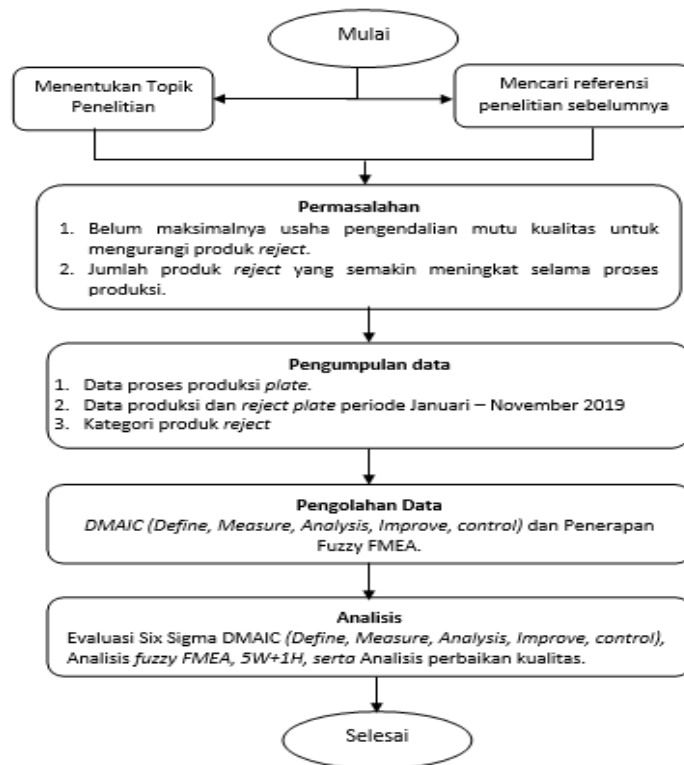 Mulai
Menentukan Topik
Penelitian
Mencari referensi
penelitian sebelumnya
Permasalahan
1. Belum maksimalnya usaha pengendalian mutu kualitas untuk
mengurangi produk reject.
2. Jumlah produk reject yang semakin meningkat selama proses
produksi.
Pengumpulan data
1. Data proses produksi plate.
2. Data produksi dan reject plate periode Januari – November 2019
3. Kategori produk reject
Pengolahan Data
DMAIC (Define, Measure, Analysis, Improve, control) dan Penerapan
Fuzzy FMEA.
Analisis
Evaluasi Six Sigma DMAIC (Define, Measure, Analysis, Improve, control),
Analisis fuzzy FMEA, 5W+1H, serta Analisis perbaikan kualitas.
Selesai